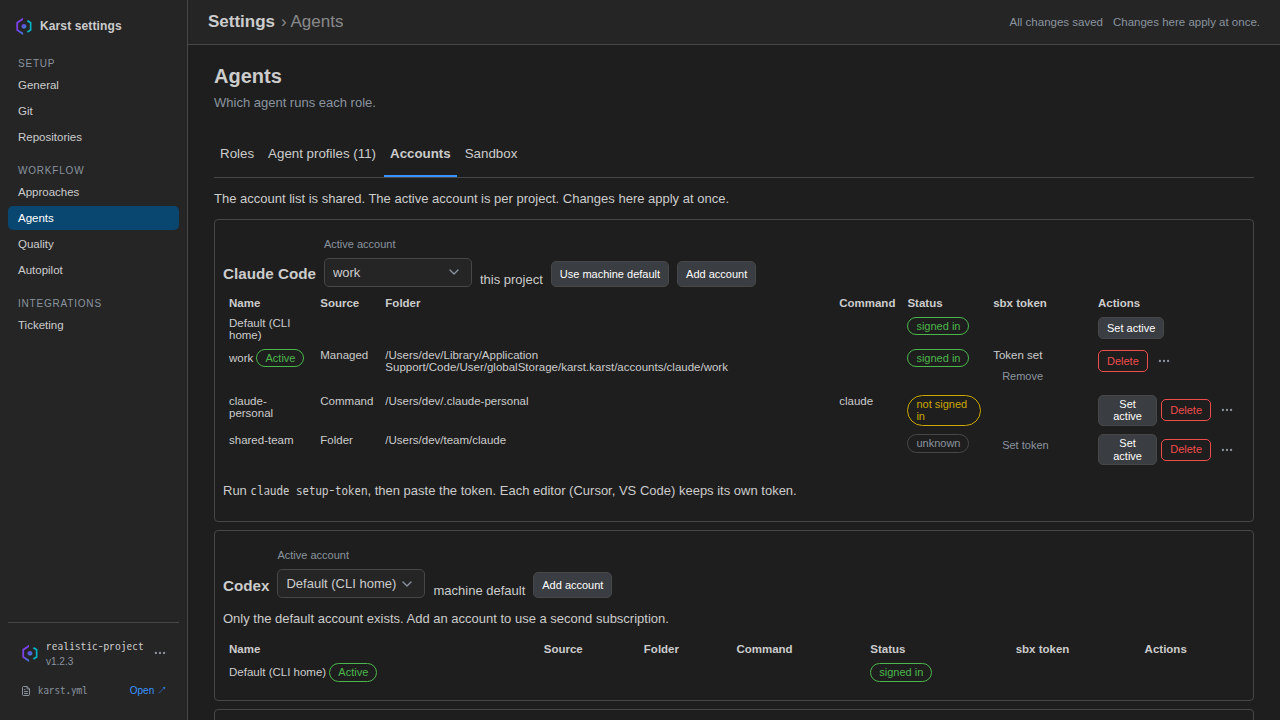 Karst settings
Settings › Agents
All changes saved Changes here apply at once.
SETUP
General
Git
Repositories
WORKFLOW
Approaches
Agents
Quality
Autopilot
INTEGRATIONS
Ticketing
realistic-project
v1.2.3
karst.yml Open ↗
Agents
Which agent runs each role.
Roles Agent profiles (11) Accounts Sandbox
The account list is shared. The active account is per project. Changes here apply at once.
Active account
Claude Code work this project Use machine default Add account
Name Source Folder Command Status sbx token Actions
Default (CLI
home) signed in Set active
work Active Managed /Users/dev/Library/Application
Support/Code/User/globalStorage/karst.karst/accounts/claude/work signed in Token set
Remove Delete ···
claude-
personal Command /Users/dev/.claude-personal claude not signed
in Set
active Delete ···
shared-team Folder /Users/dev/team/claude unknown Set token Set
active Delete ···
Run claude setup-token, then paste the token. Each editor (Cursor, VS Code) keeps its own token.
Active account
Codex Default (CLI home) machine default Add account
Only the default account exists. Add an account to use a second subscription.
Name Source Folder Command Status sbx token Actions
Default (CLI home) Active signed in